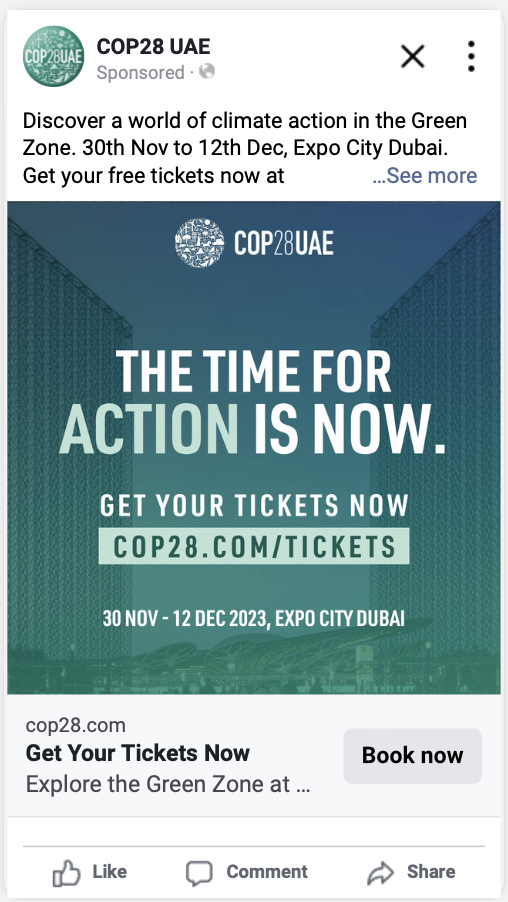 COP28UAE
COP28 UAE
Sponsored ·
Discover a world of climate action in the Green
Zone. 30th Nov to 12th Dec, Expo City Dubai.
Get your free tickets now at ...See more
COP28UAE
THE TIME FOR
ACTION IS NOW.
GET YOUR TICKETS NOW
COP28.COM/TICKETS
30 NOV - 12 DEC 2023, EXPO CITY DUBAI
cop28.com
Get Your Tickets Now
Explore the Green Zone at ...
Book now
Like Comment Share